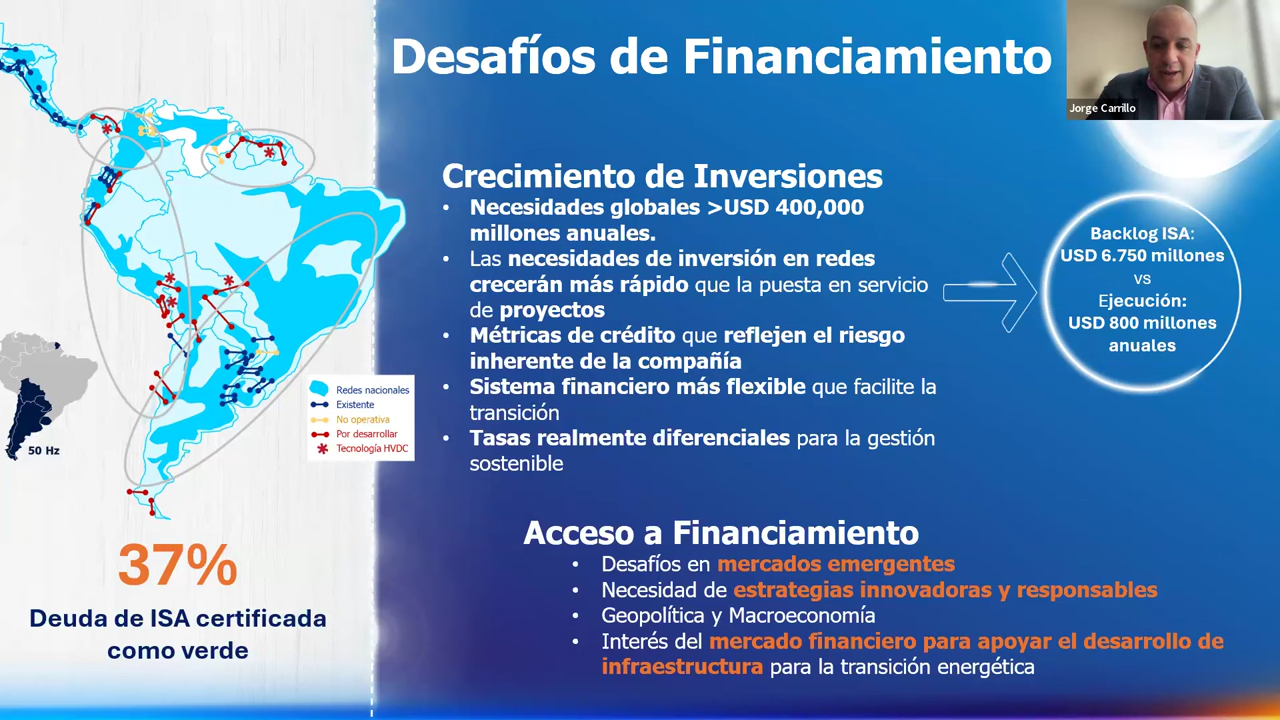 Desafíos de Financiamiento
Jorge Carrillo
Crecimiento de Inversiones
• Necesidades globales >USD 400,000
millones anuales.
• Las necesidades de inversión en redes
crecerán más rápido que la puesta en servicio
de proyectos
• Métricas de crédito que reflejen el riesgo
inherente de la compañía
• Sistema financiero más flexible que facilite la
transición
• Tasas realmente diferenciales para la gestión
sostenible
Backlog ISA:
USD 6.750 millones
vs
Ejecución:
USD 800 millones
anuales
Redes nacionales
Existente
No operativa
Por desarrollar
Tecnología HVDC
50 Hz
37%
Deuda de ISA certificada
como verde
Acceso a Financiamiento
• Desafíos en mercados emergentes
• Necesidad de estrategias innovadoras y responsables
• Geopolítica y Macroeconomía
• Interés del mercado financiero para apoyar el desarrollo de
infraestructura para la transición energética